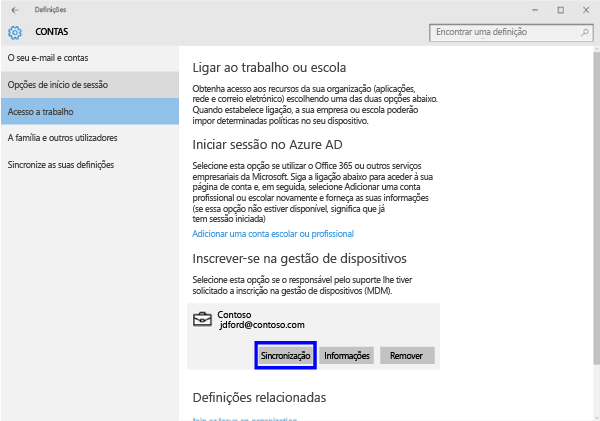 Definições
CONTAS
Encontrar uma definição
O seu e-mail e contas
Opções de início de sessão
Acesso a trabalho
A família e outros utilizadores
Sincronize as suas definições
Ligar ao trabalho ou escola
Obtenha acesso aos recursos da sua organização (aplicações,
rede e correio eletrónico) escolhendo uma das duas opções abaixo.
Quando estabelece ligação, a sua empresa ou escola poderão
impor determinadas políticas no seu dispositivo.
Iniciar sessão no Azure AD
Selecione esta opção se utilizar o Office 365 ou outros serviços
empresariais da Microsoft. Siga a ligação abaixo para aceder à sua
página de conta e, em seguida, selecione Adicionar uma conta
profissional ou escolar novamente e forneça as suas informações
(se essa opção não estiver disponível, significa que já
tem sessão iniciada)
Adicionar uma conta escolar ou profissional
Inscrever-se na gestão de dispositivos
Selecione esta opção se o responsável pelo suporte lhe tiver
solicitado a inscrição na gestão de dispositivos (MDM).
Contoso
jdford@contoso.com
Sincronização Informações Remover
Definições relacionadas
Join or leave an organization